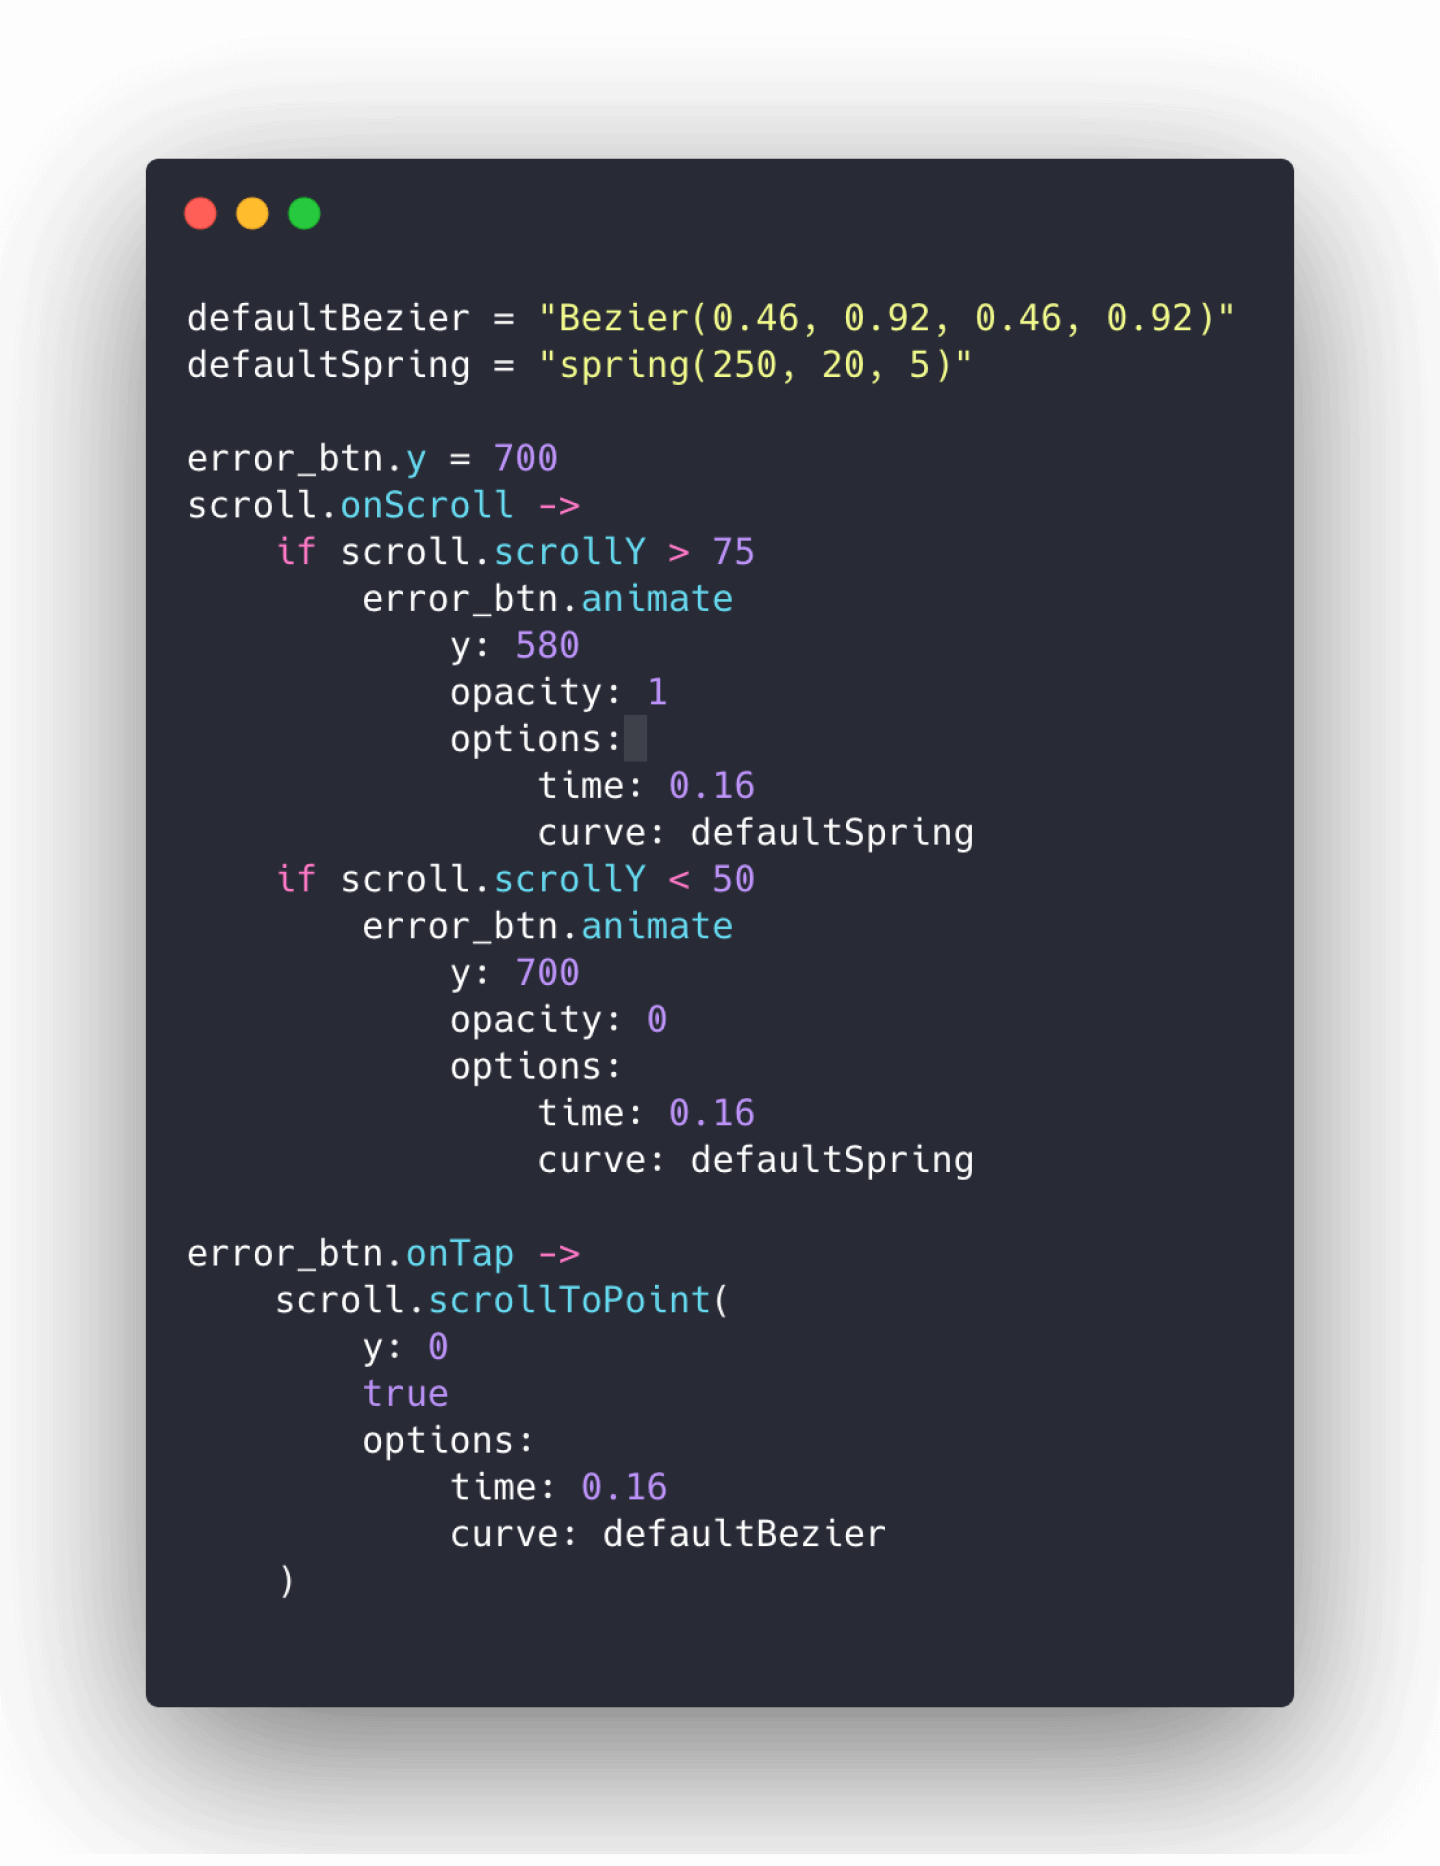 defaultBezier = "Bezier(0.46, 0.92, 0.46, 0.92)"
defaultSpring = "spring(250, 20, 5)"

error_btn.y = 700
scroll.onScroll ->
    if scroll.scrollY > 75
        error_btn.animate
            y: 580
            opacity: 1
            options:
                time: 0.16
                curve: defaultSpring
    if scroll.scrollY < 50
        error_btn.animate
            y: 700
            opacity: 0
            options:
                time: 0.16
                curve: defaultSpring

error_btn.onTap ->
    scroll.scrollToPoint(
        y: 0
        true
        options:
            time: 0.16
            curve: defaultBezier
    )